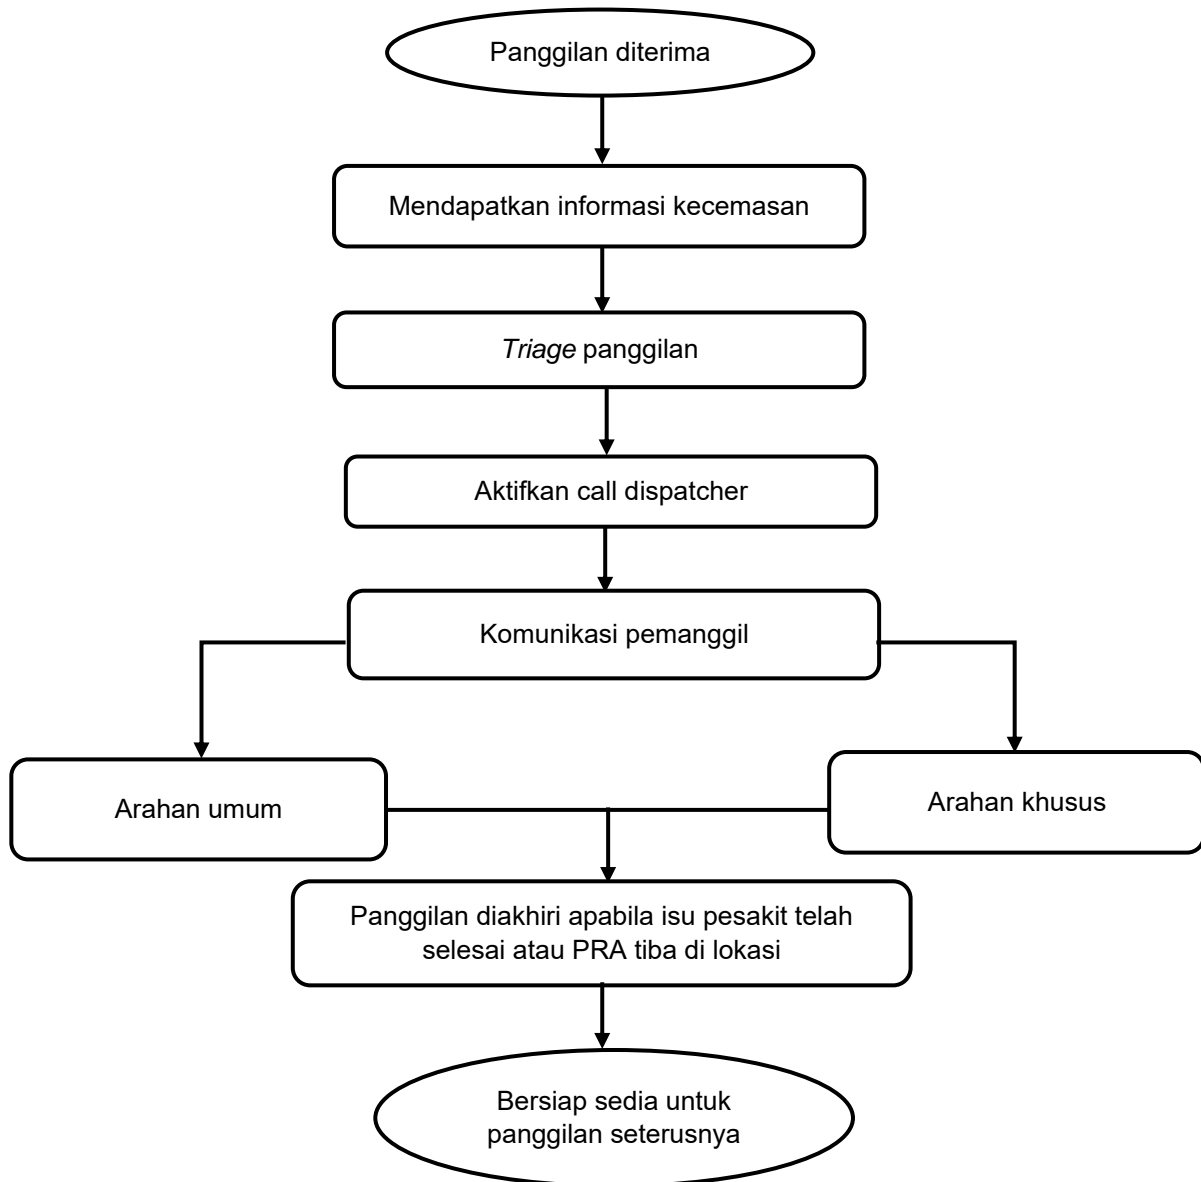 Panggilan diterima
Mendapatkan informasi kecemasan
Triage panggilan
Aktifkan call dispatcher
Komunikasi pemanggil
Arahan umum
Arahan khusus
Panggilan diakhiri apabila isu pesakit telah
selesai atau PRA tiba di lokasi
Bersiap sedia untuk
panggilan seterusnya